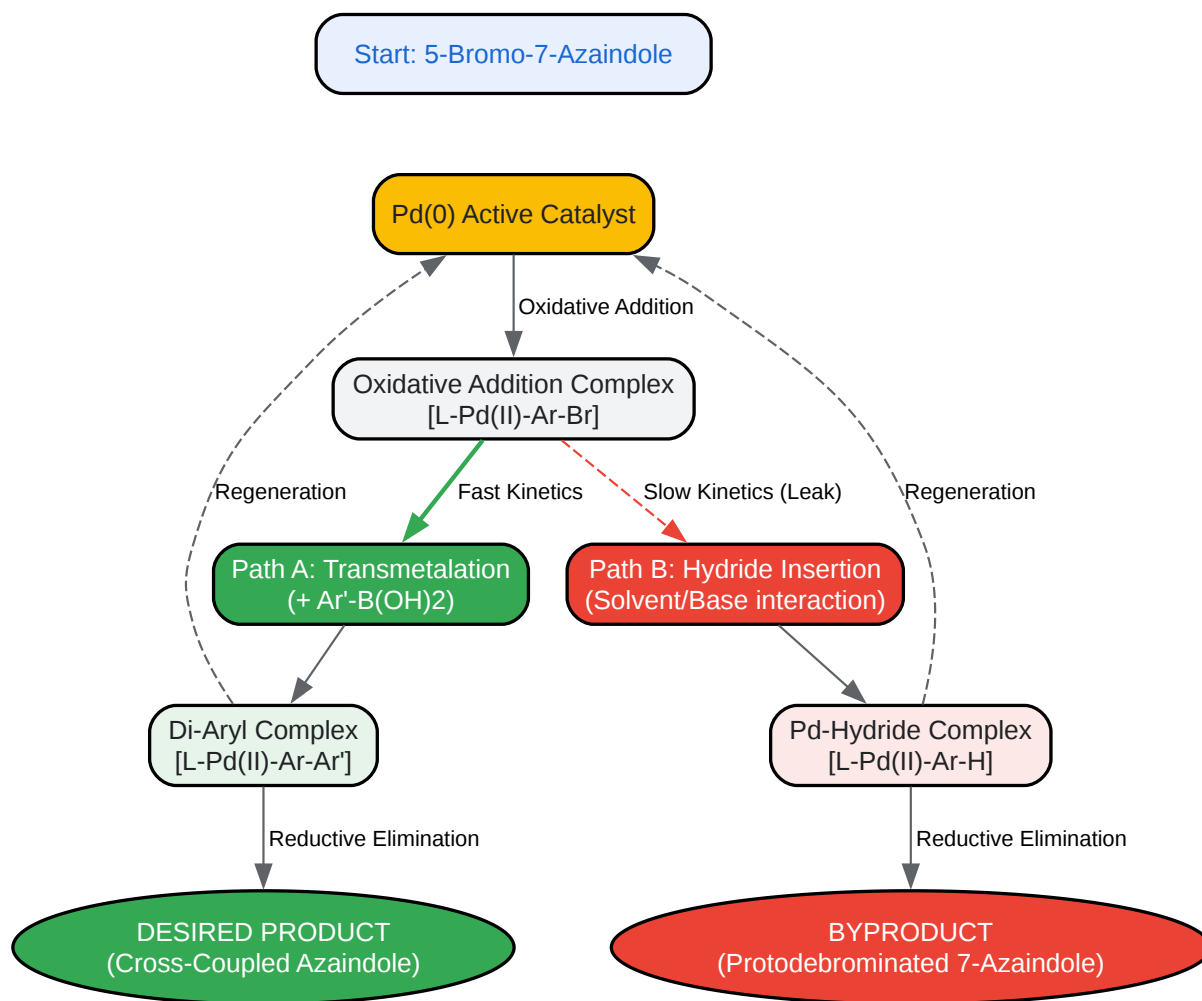 Start: 5-Bromo-7-Azaindole
Pd(0) Active Catalyst
Oxidative Addition
Oxidative Addition Complex
[L-Pd(II)-Ar-Br]
Regeneration
Fast Kinetics
Slow Kinetics (Leak)
Regeneration
Path A: Transmetalation
(+ Ar'-B(OH)2)
Path B: Hydride Insertion
(Solvent/Base interaction)
Di-Aryl Complex
[L-Pd(II)-Ar-Ar']
Pd-Hydride Complex
[L-Pd(II)-Ar-H]
Reductive Elimination
Reductive Elimination
DESIRED PRODUCT
(Cross-Coupled Azaindole)
BYPRODUCT
(Protodebrominated 7-Azaindole)